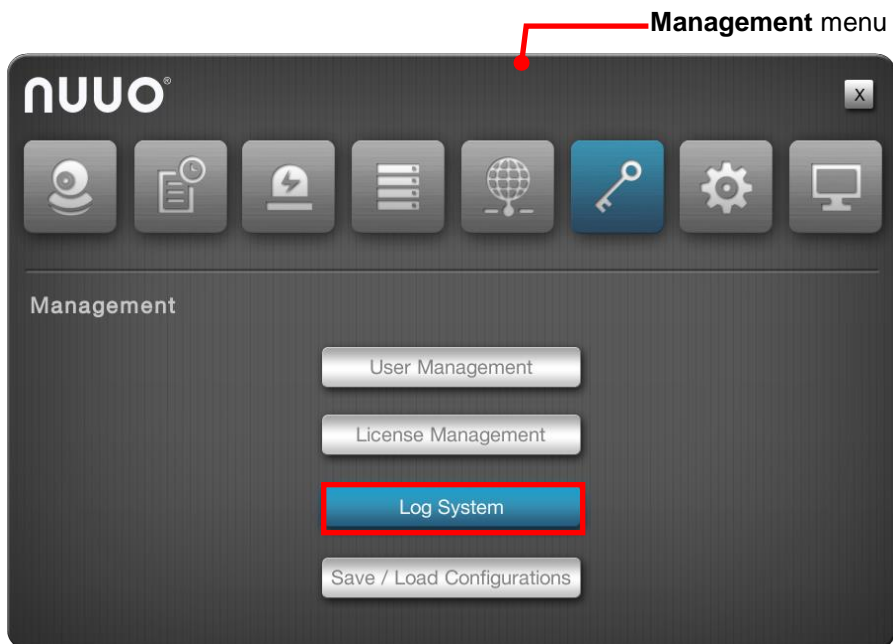 Management menu
nuuo®
X
Management
User Management
License Management
Log System
Save / Load Configurations